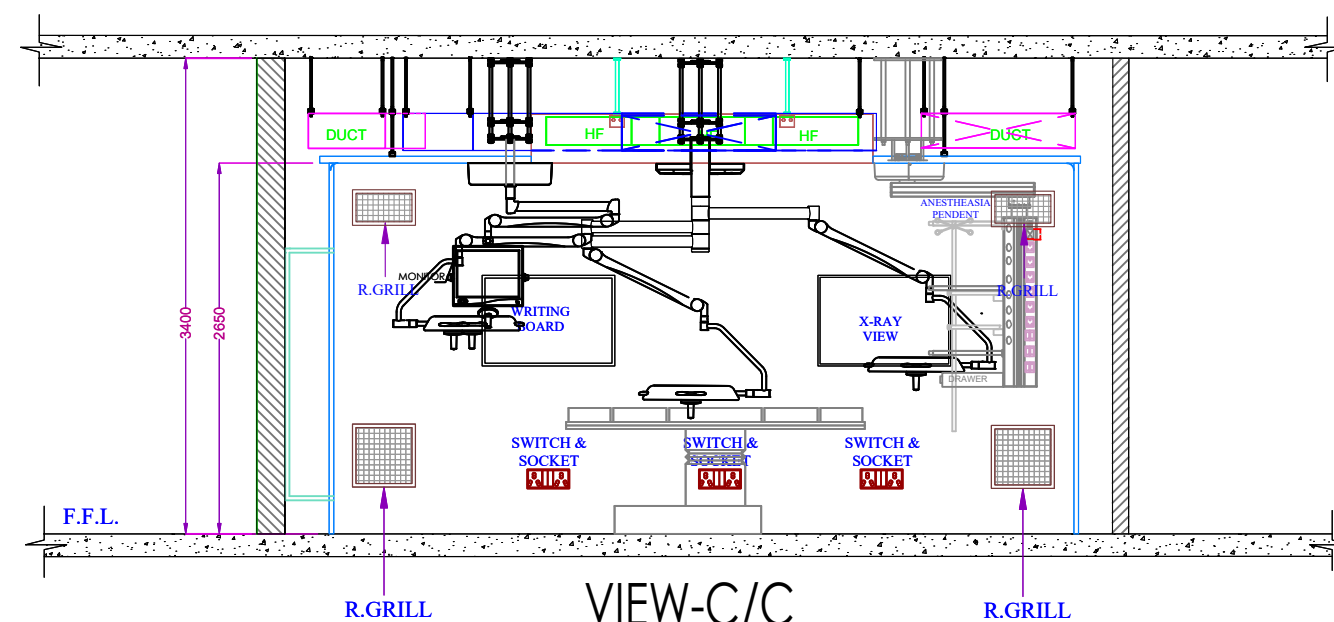 DUCT
HF
HF
DUCT
ANESTHEASIA
PENDENT
MONITOR
R.GRILL
R.GRILL
WRITING
BOARD
X-RAY
VIEW
3400
2650
DRAWER
SWITCH &
SOCKET
SWITCH &
SOCKET
SWITCH &
SOCKET
F.F.L.
R.GRILL
VIEW-C/C
R.GRILL